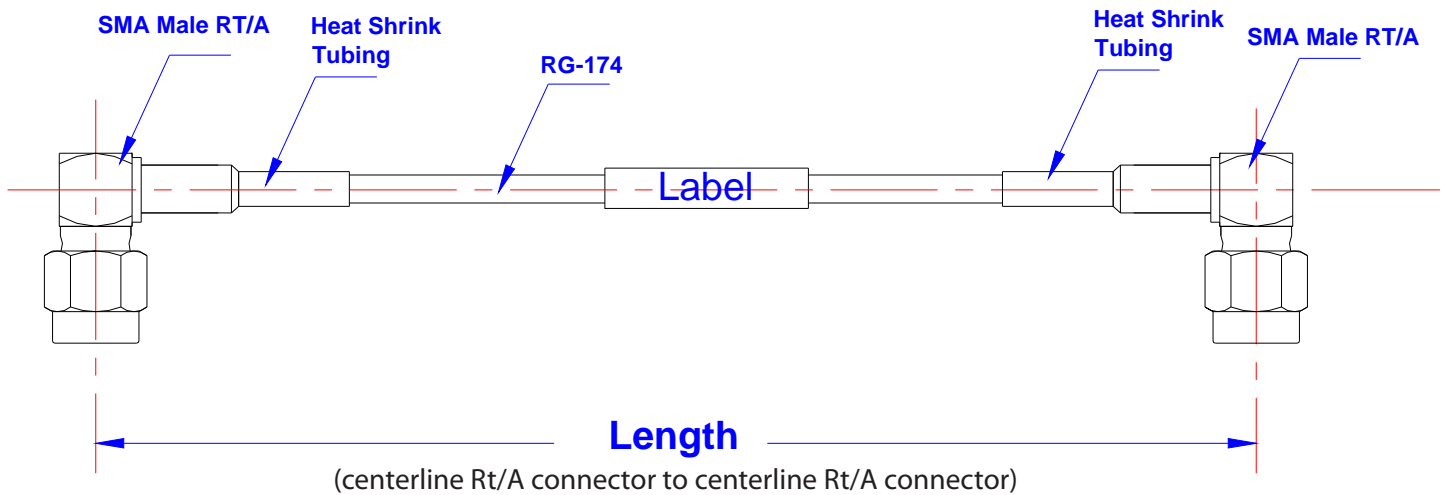 SMA Male RT/A
Heat Shrink
Tubing
RG-174
Heat Shrink
Tubing
SMA Male RT/A
Label
Length
(centerline Rt/A connector to centerline Rt/A connector)